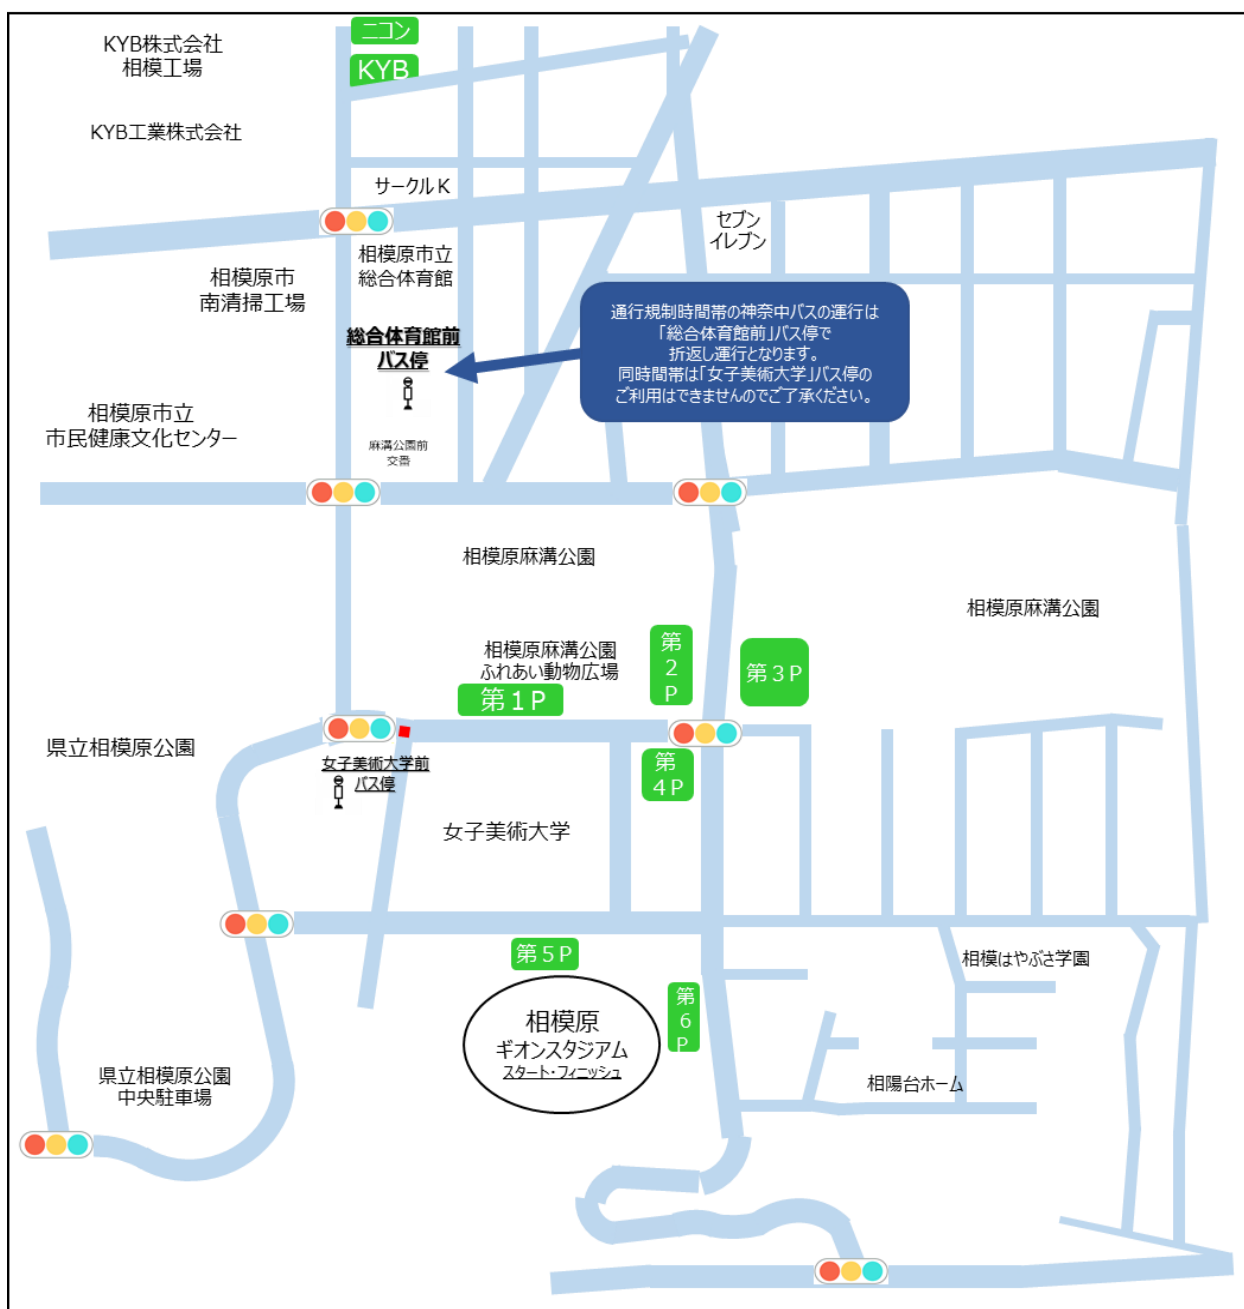 ニコン
KYB株式会社
相模工場
KYB
KYB工業株式会社
サークルK
セブン
イレブン
相模原市立
総合体育館
相模原市
南清掃工場
通行規制時間帯の神奈中バスの運行は
「総合体育館前」バス停で
折返し運行となります。
同時間帯は「女子美術大学」バス停の
ご利用はできませんのでご了承ください。
総合体育館前
バス停
相模原市立
市民健康文化センター
麻溝公園前
交番
相模原麻溝公園
相模原麻溝公園
相模原麻溝公園
ふれあい動物広場
第
2
P
第3P
第1P
県立相模原公園
女子美術大学前
バス停
第
4P
女子美術大学
第5P
相模はやぶさ学園
第
6
P
相模原
ギオンスタジアム
スタート・フィニッシュ
県立相模原公園
中央駐車場
相陽台ホーム